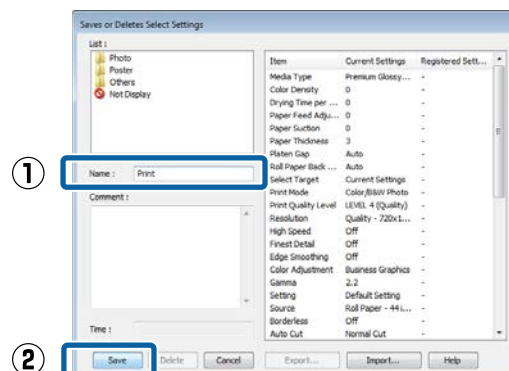 Saves or Deletes Select Settings
List :
Photo
Poster
Others
Not Display
① Name : Print
Comment :
Time :
Item Current Settings Registered Sett...
Media Type Premium Glossy... -
Color Density 0 -
Drying Time per ... 0 -
Paper Feed Adju... 0 -
Paper Suction 0 -
Paper Thickness 3 -
Platen Gap Auto -
Roll Paper Back ... Auto -
Select Target Current Settings -
Print Mode Color/B&W Photo -
Print Quality Level LEVEL 4 (Quality) -
Resolution Quality - 720x1... -
High Speed Off -
Finest Detail Off -
Edge Smoothing Off -
Color Adjustment Business Graphics -
Gamma 2.2 -
Setting Default Setting -
Source Roll Paper - 44 i... -
Borderless Off -
Auto Cut Normal Cut -
② Save Delete Cancel Export... Import... Help